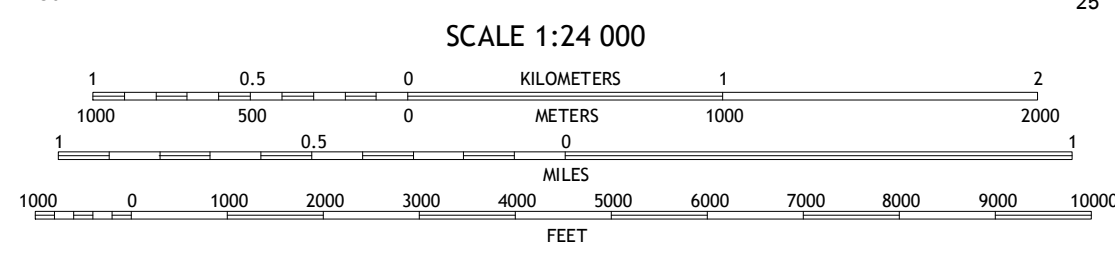 25
SCALE 1:24 000
1 0.5 0 KILOMETERS 1 2
1000 500 0 METERS 1000 2000
1 0.5 0 1
MILES
1000 0 1000 2000 3000 4000 5000 6000 7000 8000 9000 10000
FEET